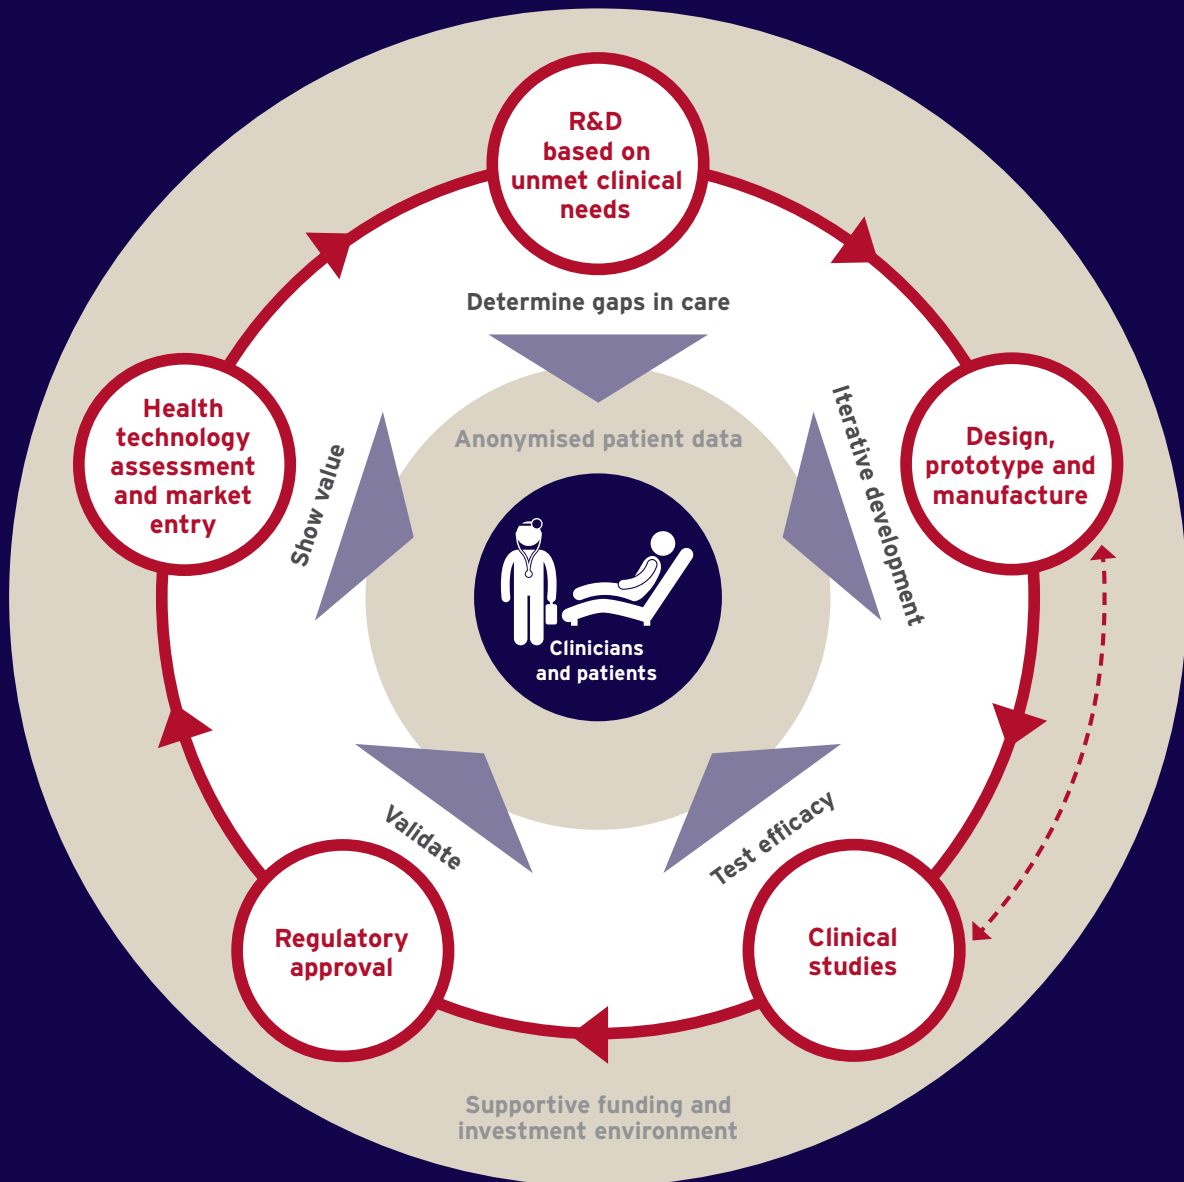 R&D
based on
unmet clinical
needs
Determine gaps in care
Iterative development
Design,
prototype and
manufacture
Health
technology
assessment
and market
entry
Show value
Anonymised patient data
Clinicians
and patients
Validate
Test efficacy
Regulatory
approval
Clinical
studies
Supportive funding and
investment environment